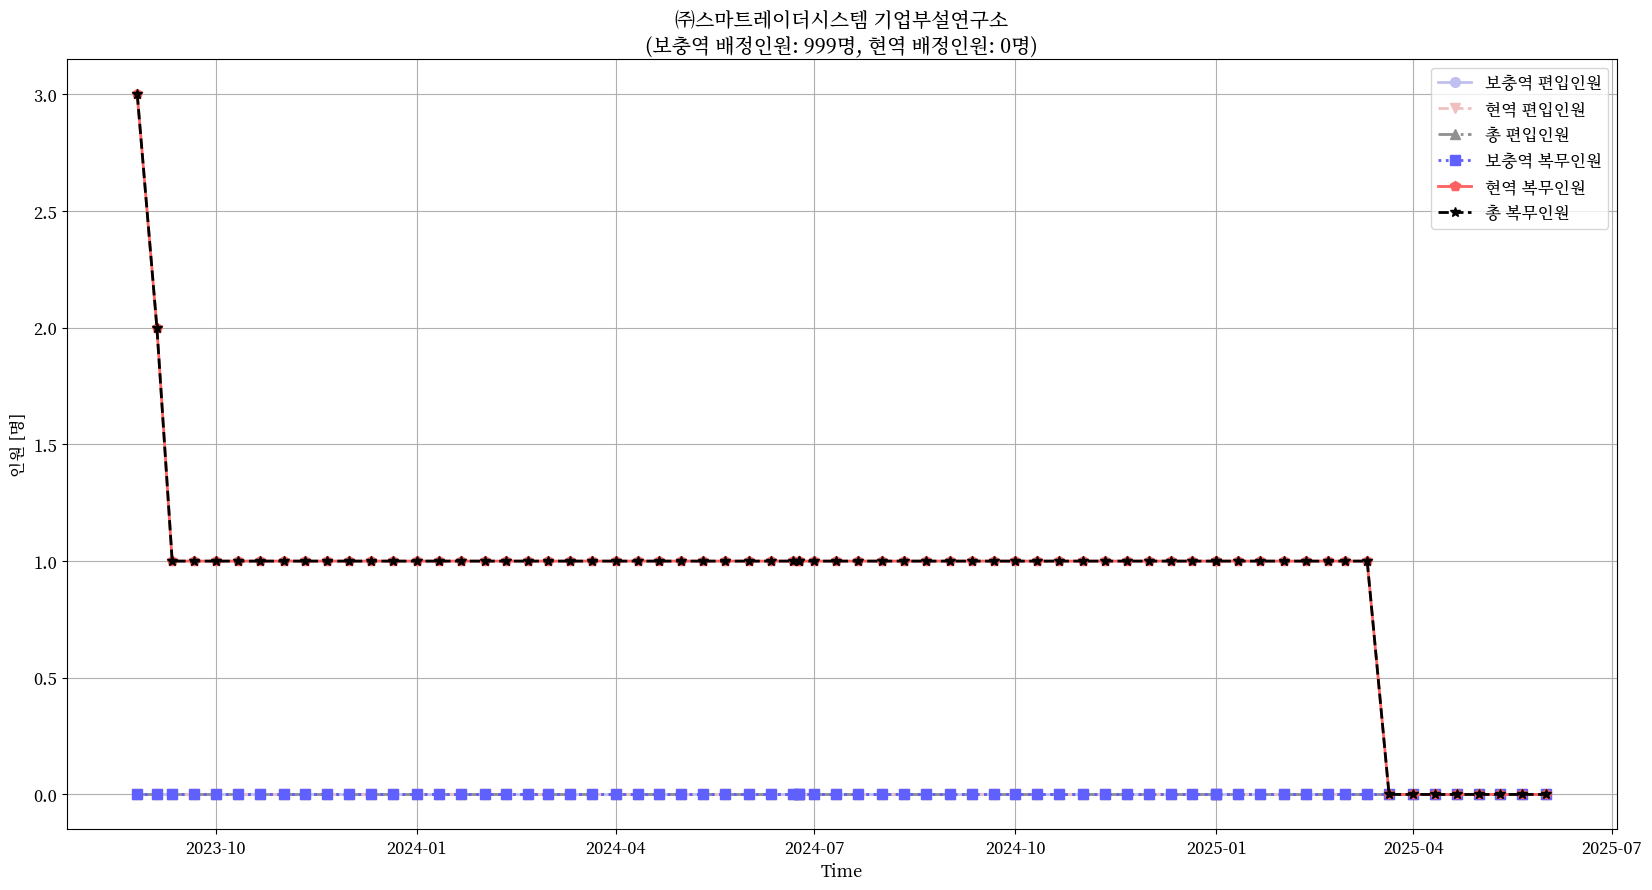 ㈜스마트레이더시스템 기업부설연구소
(보충역 배정인원: 999명, 현역 배정인원: 0명)
보충역 편입인원
현역 편입인원
총 편입인원
보충역 복무인원
현역 복무인원
총 복무인원
3.0
2.5
2.0
1.5
1.0
0.5
0.0
인원 [명]
2023-10
2024-01
2024-04
2024-07
2024-10
2025-01
2025-04
2025-07
Time